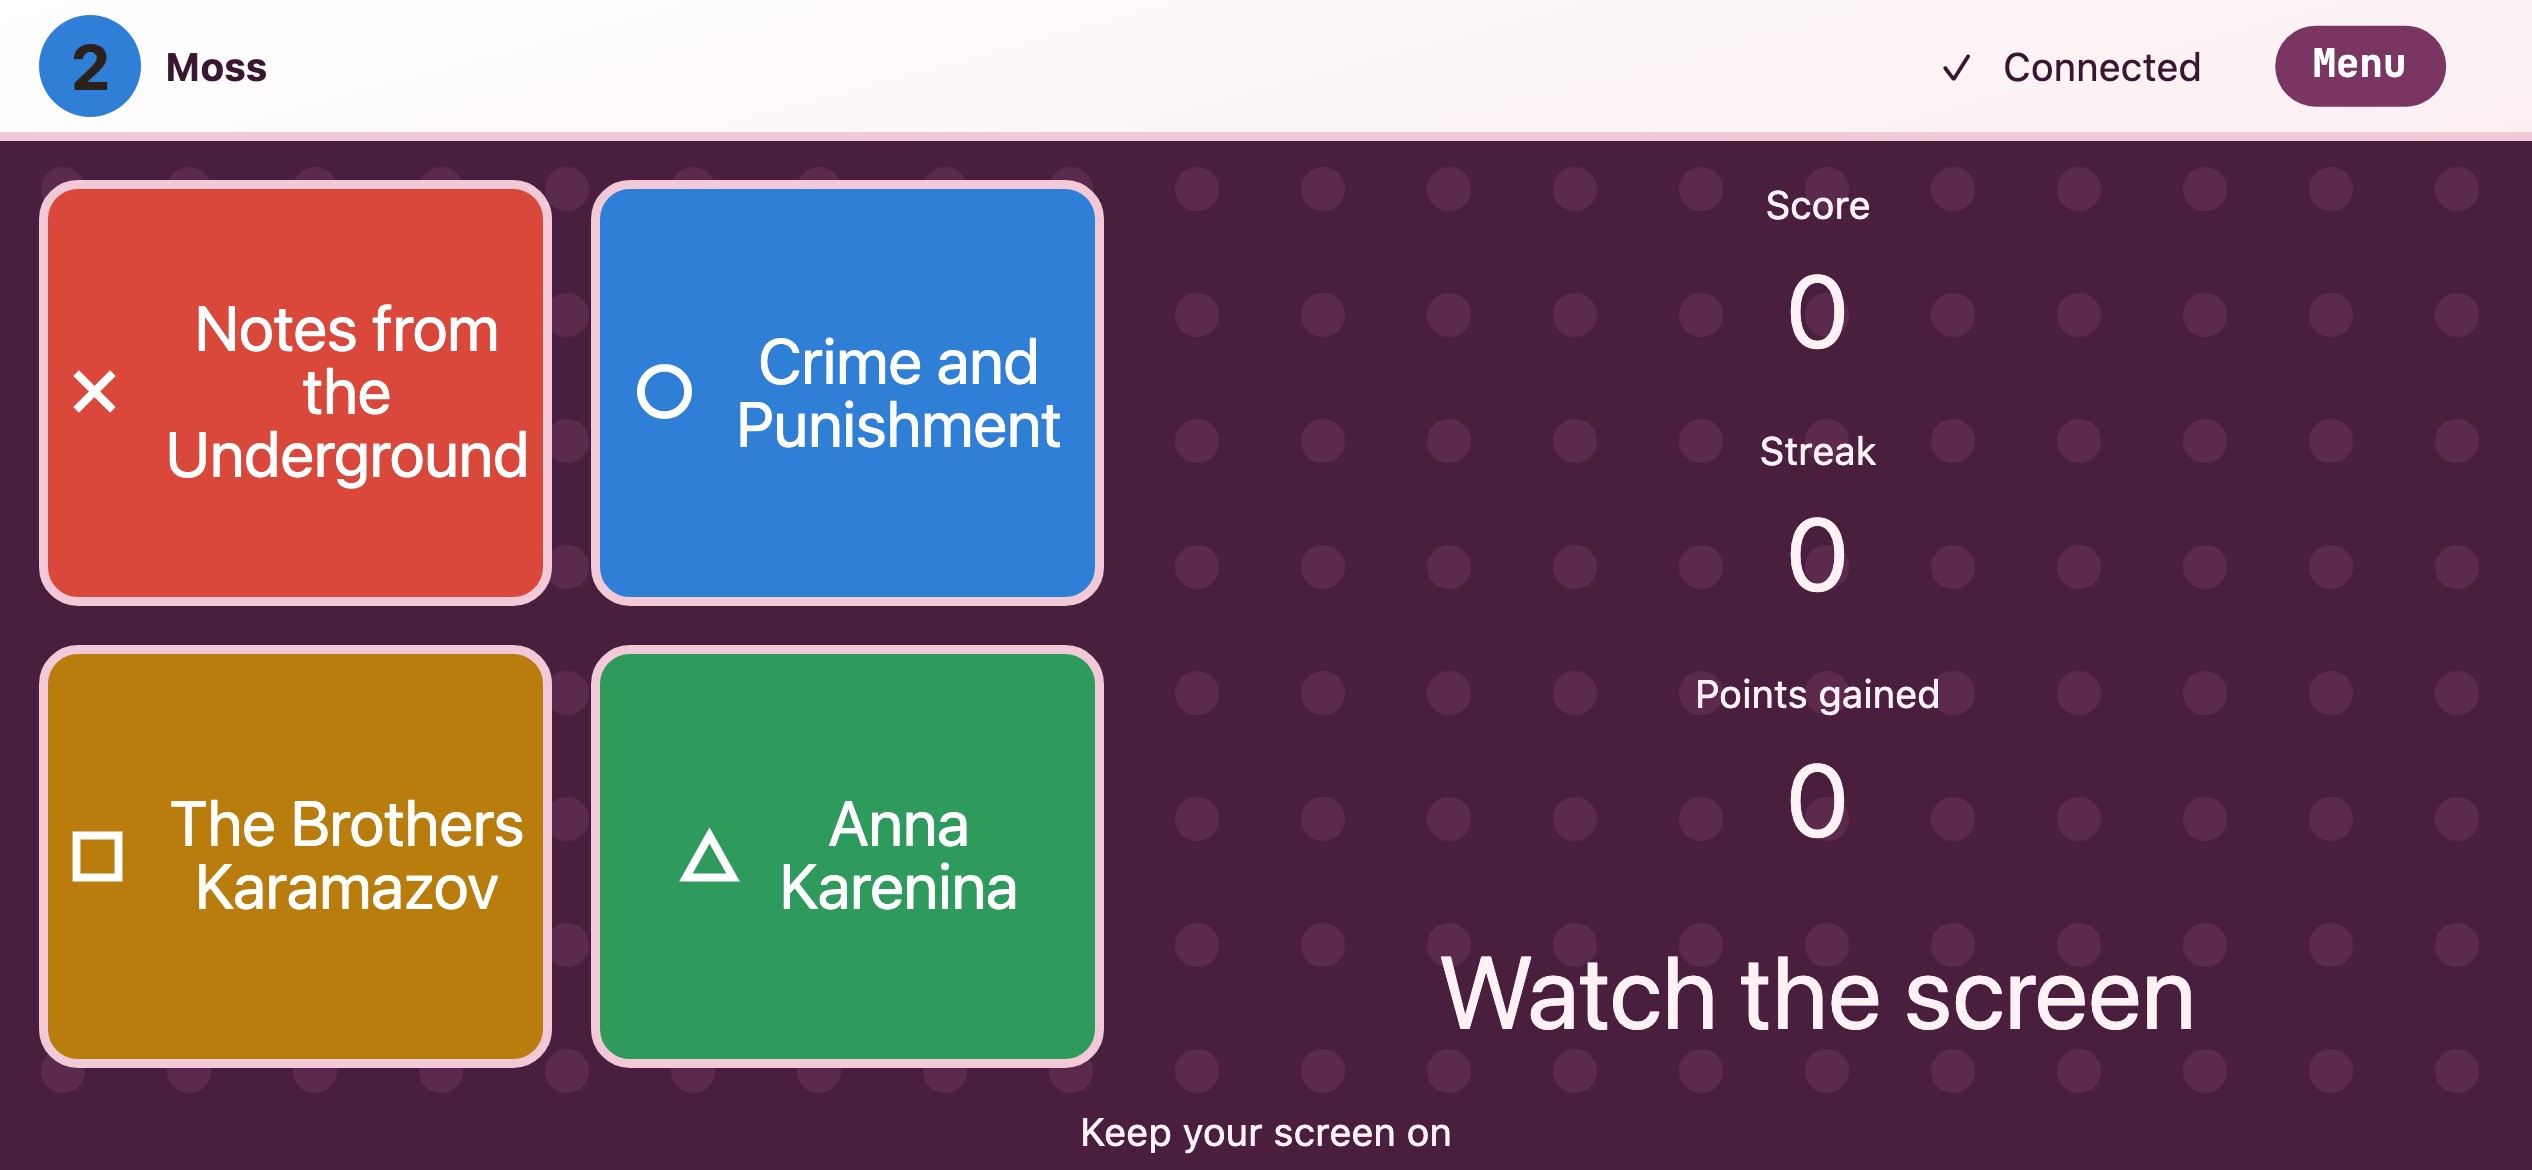 2 Moss
✓ Connected
Menu
Notes from
the
Underground
Crime and
Punishment
The Brothers
Karamazov
Anna
Karenina
Score
0
Streak
0
Points gained
0
Watch the screen
Keep your screen on